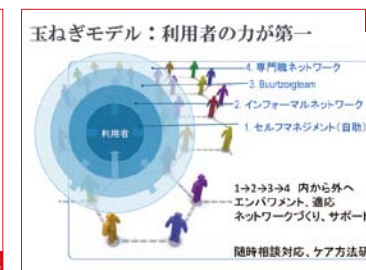 玉ねぎモデル：利用者の力が第一
4. 専門職ネットワーク
3. Buurtzorgteam
2. インフォーマルネットワーク
1. セルフマネジメント（自助）
利用者
1→2→3→4 内から外へ
エンパワメント、適応
ネットワークづくり、サポート
随時相談対応、ケア方法研